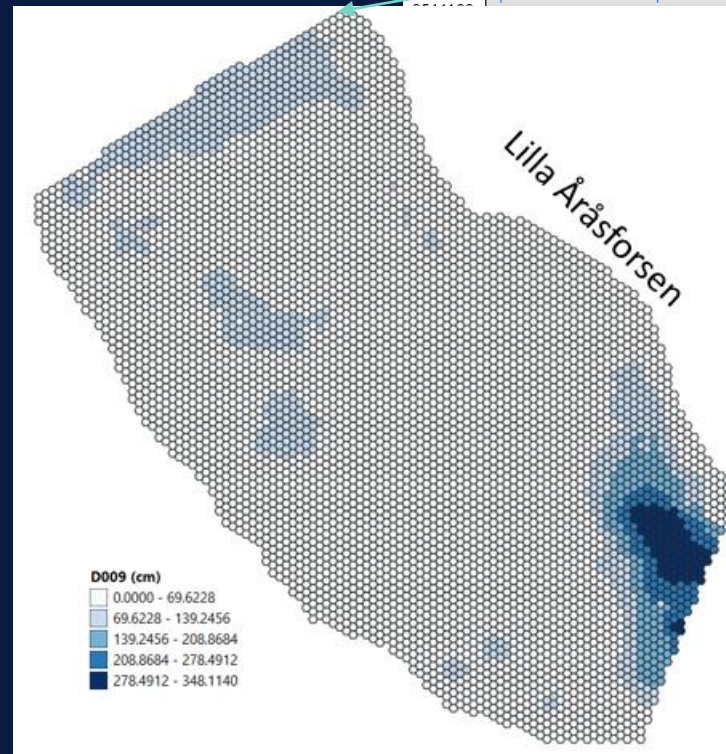 Lilla Åråsforsen
D009 (cm)
0.0000 - 69.6228
69.6228 - 139.2456
139.2456 - 208.8684
208.8684 - 278.4912
278.4912 - 348.1140